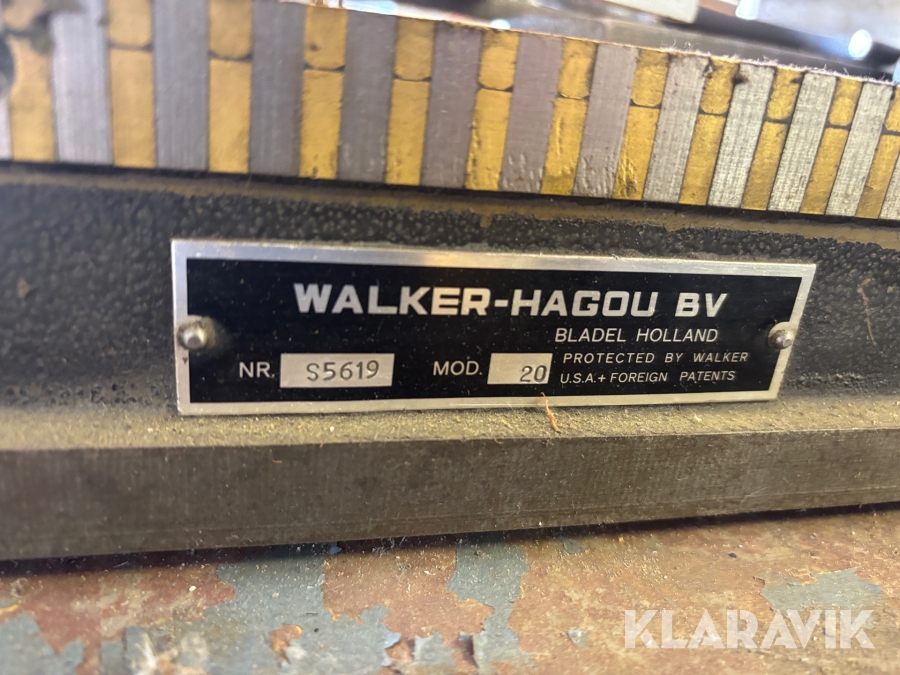 WALKER-HAGOU BV
BLADEL HOLLAND
NR. S5619 MOD. 20 PROTECTED BY WALKER
U.S.A.+ FOREIGN PATENTS
KLARAVIK